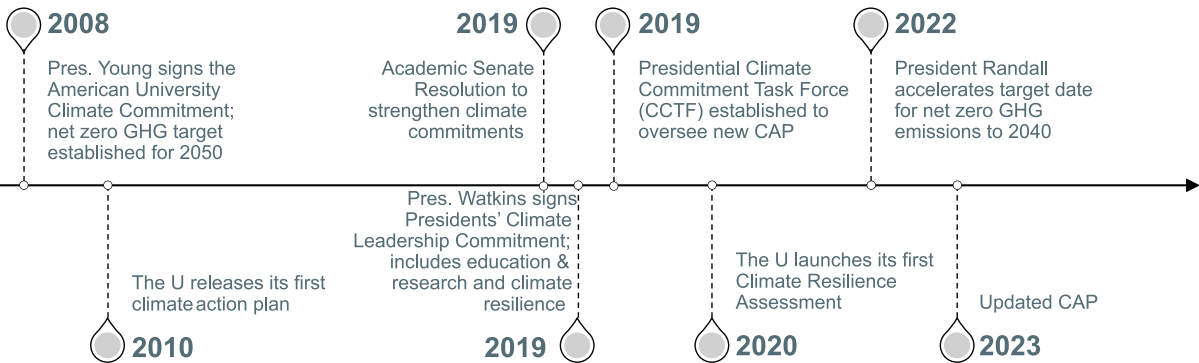 2008
Pres. Young signs the
American University
Climate Commitment;
net zero GHG target
established for 2050
The U releases its first
climate action plan
2010
2019
Academic Senate
Resolution to
strengthen climate
commitments
Pres. Watkins signs
Presidents’ Climate
Leadership Commitment;
includes education &
research and climate
resilience
2019
2019
Presidential Climate
Commitment Task Force
(CCTF) established to
oversee new CAP
The U launches its first
Climate Resilience
Assessment
2020
2022
President Randall
accelerates target date
for net zero GHG
emissions to 2040
Updated CAP
2023